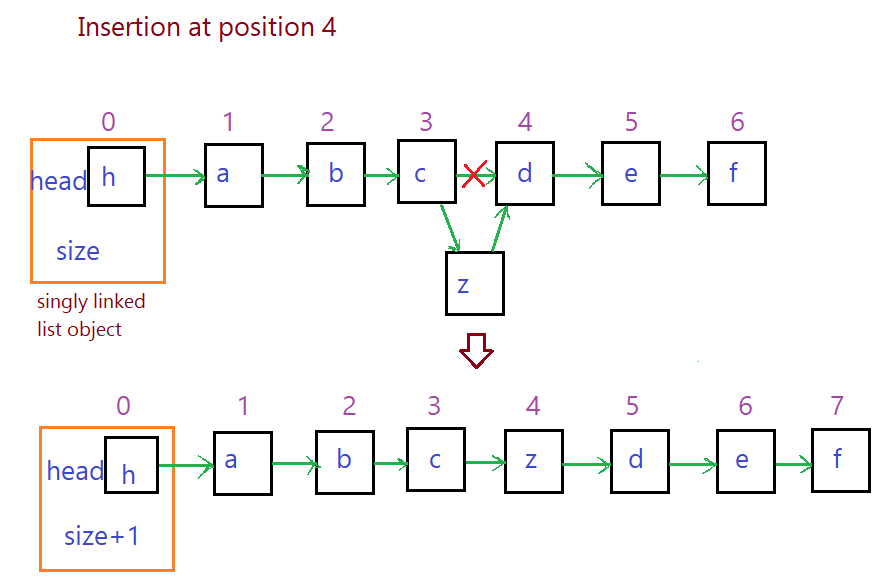 Insertion at position 4
0 1 2 3 4 5 6
head h a b c d e f
size
z
singly linked
list object
0 1 2 3 4 5 6 7
head h a b c z d e f
size+1